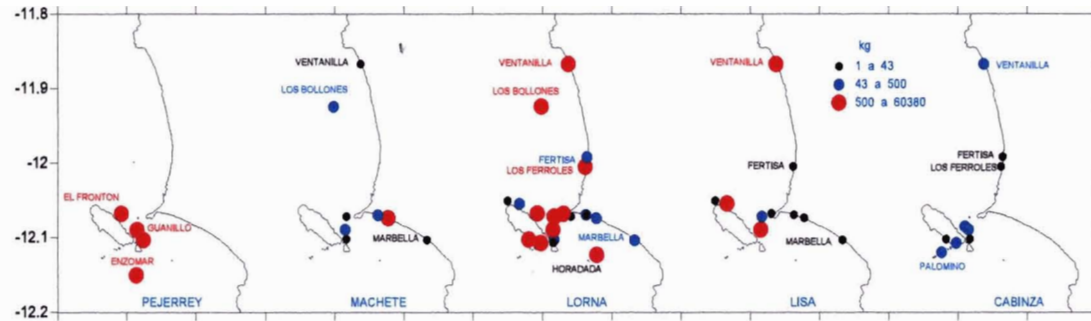 -11.8
-11.9
-12
-12.1
-12.2
EL FRONTON
GUANILLO
ENZOMAR
PEJERREY
VENTANILLA
LOS BOLLONES
MARBELLA
MACHETE
VENTANILLA
LOS BOLLONES
FERTISA
LOS FERROLES
MARBELLA
HORADADA
LORNA
VENTANILLA
FERTISA
MARBELLA
LISA
kg
1 a 43
43 a 500
500 a 60380
VENTANILLA
FERTISA
LOS FERROLES
PALOMINO
CABINZA